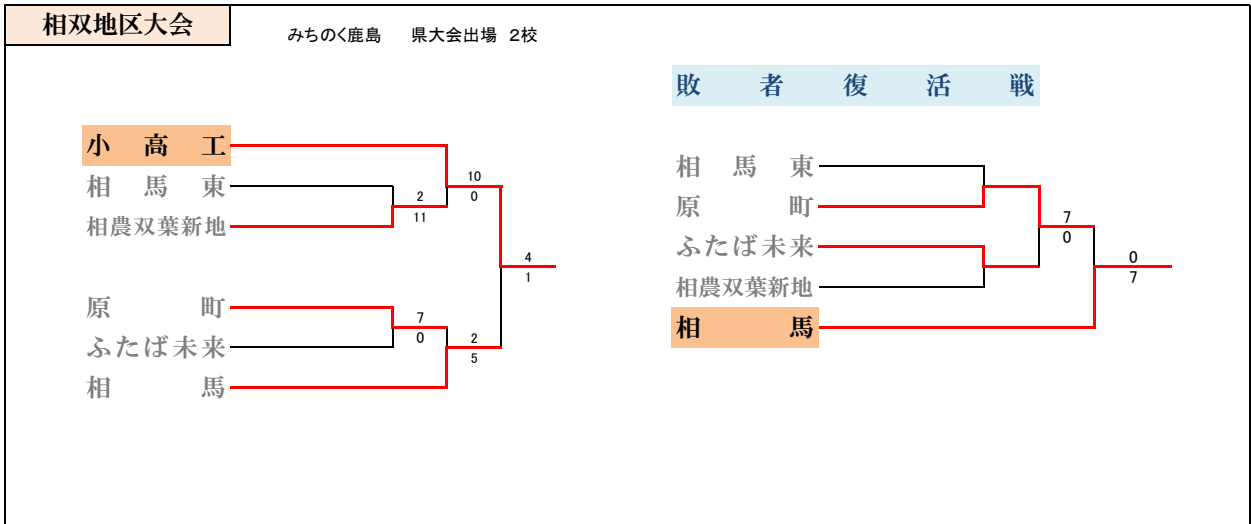 相双地区大会
みちのく鹿島　県大会出場　2校
敗者復活戦
小高工
相馬東
相農双葉新地
2
11
10
0
4
1
原町
ふたば未来
相馬
7
0
2
5
相馬東
原町
ふたば未来
相農双葉新地
相馬
7
0
0
7